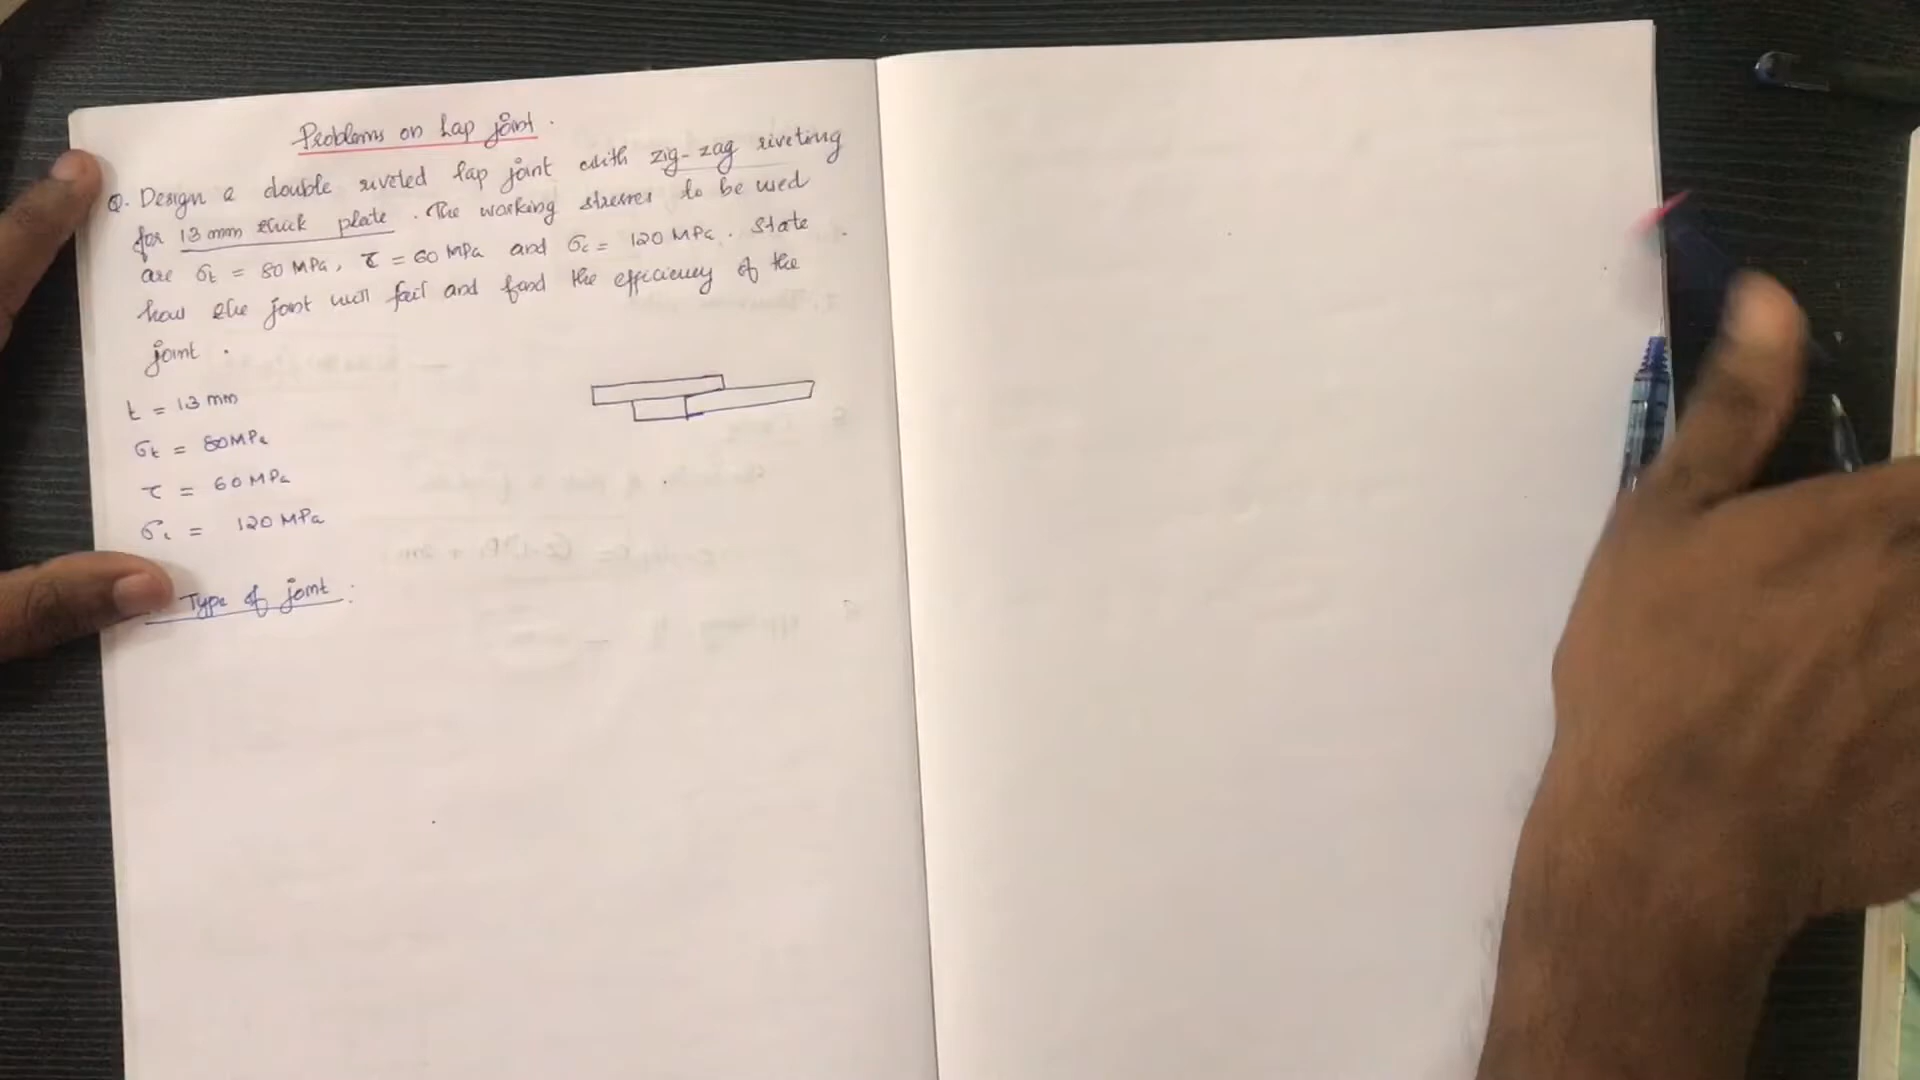 Problems on Lap joint.
Q. Design a double riveted lap joint with zig-zag riveting
for 13 mm thick plate. The working stresses to be used
are σt = 80 MPa, τ = 60 MPa and σc = 120 MPa. State
how the joint will fail and find the efficiency of the
joint.
t = 13 mm
σt = 80 MPa
τ = 60 MPa
σc = 120 MPa
Type of joint :